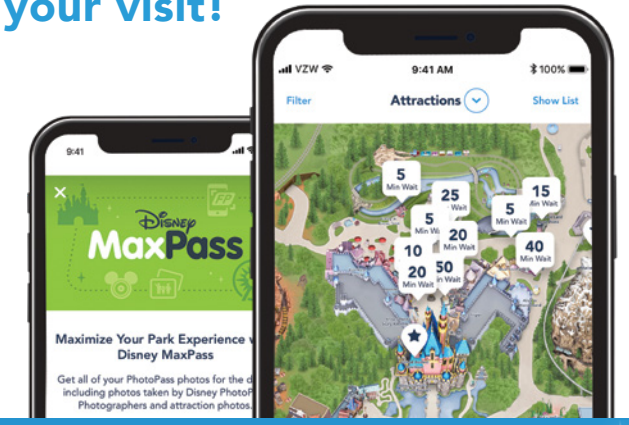 your visit!
9:41
Disney
MaxPass
FP
Maximize Your Park Experience
Disney MaxPass
Get all of your PhotoPass photos for the d
including photos taken by Disney PhotoP
Photographers and attraction photos.
VZW
9:41 AM
100%
Filter
Attractions
Show List
5
Min Wait
25
Wait
15
Min Wait
5
Min Wait
5
Min W
20
Min Wait
40
Min Wait
10
20
Min Wait
50
in Wait